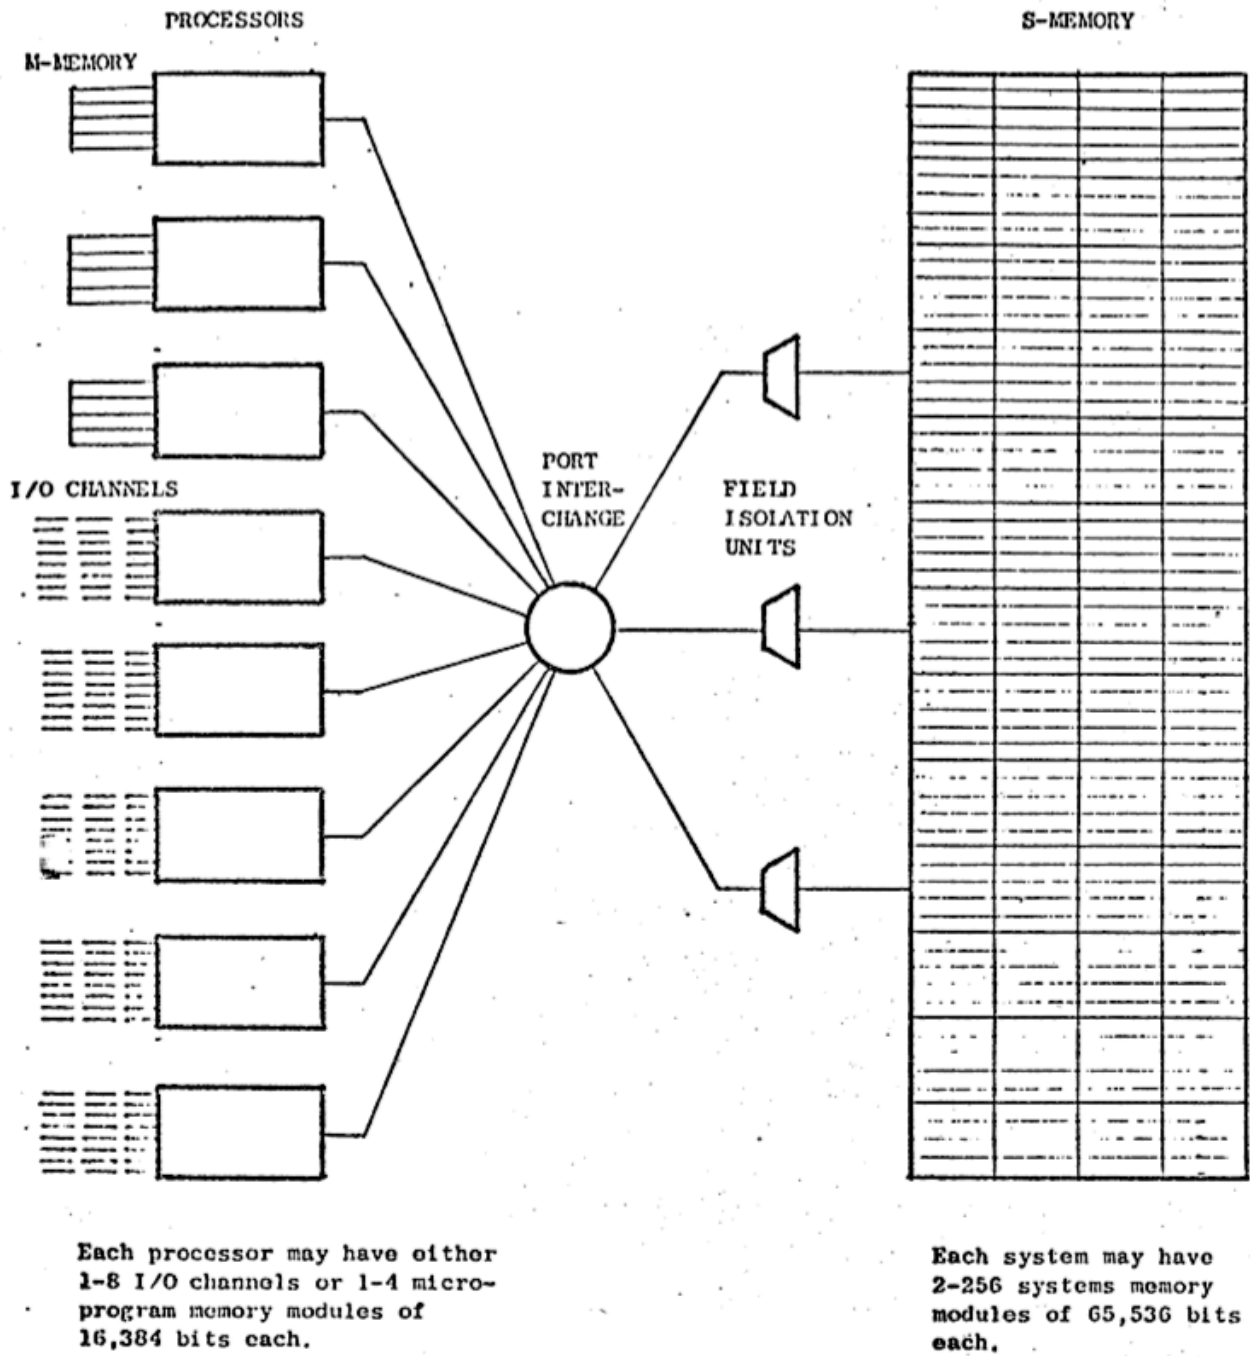 PROCESSORS
S-MEMORY
M-MEMORY
I/O CHANNELS
PORT
INTER-
CHANGE
FIELD
ISOLATION
UNITS
Each processor may have either
1-8 I/O channels or 1-4 micro-
program memory modules of
16,384 bits each.
Each system may have
2-256 systems memory
modules of 65,536 bits
each.